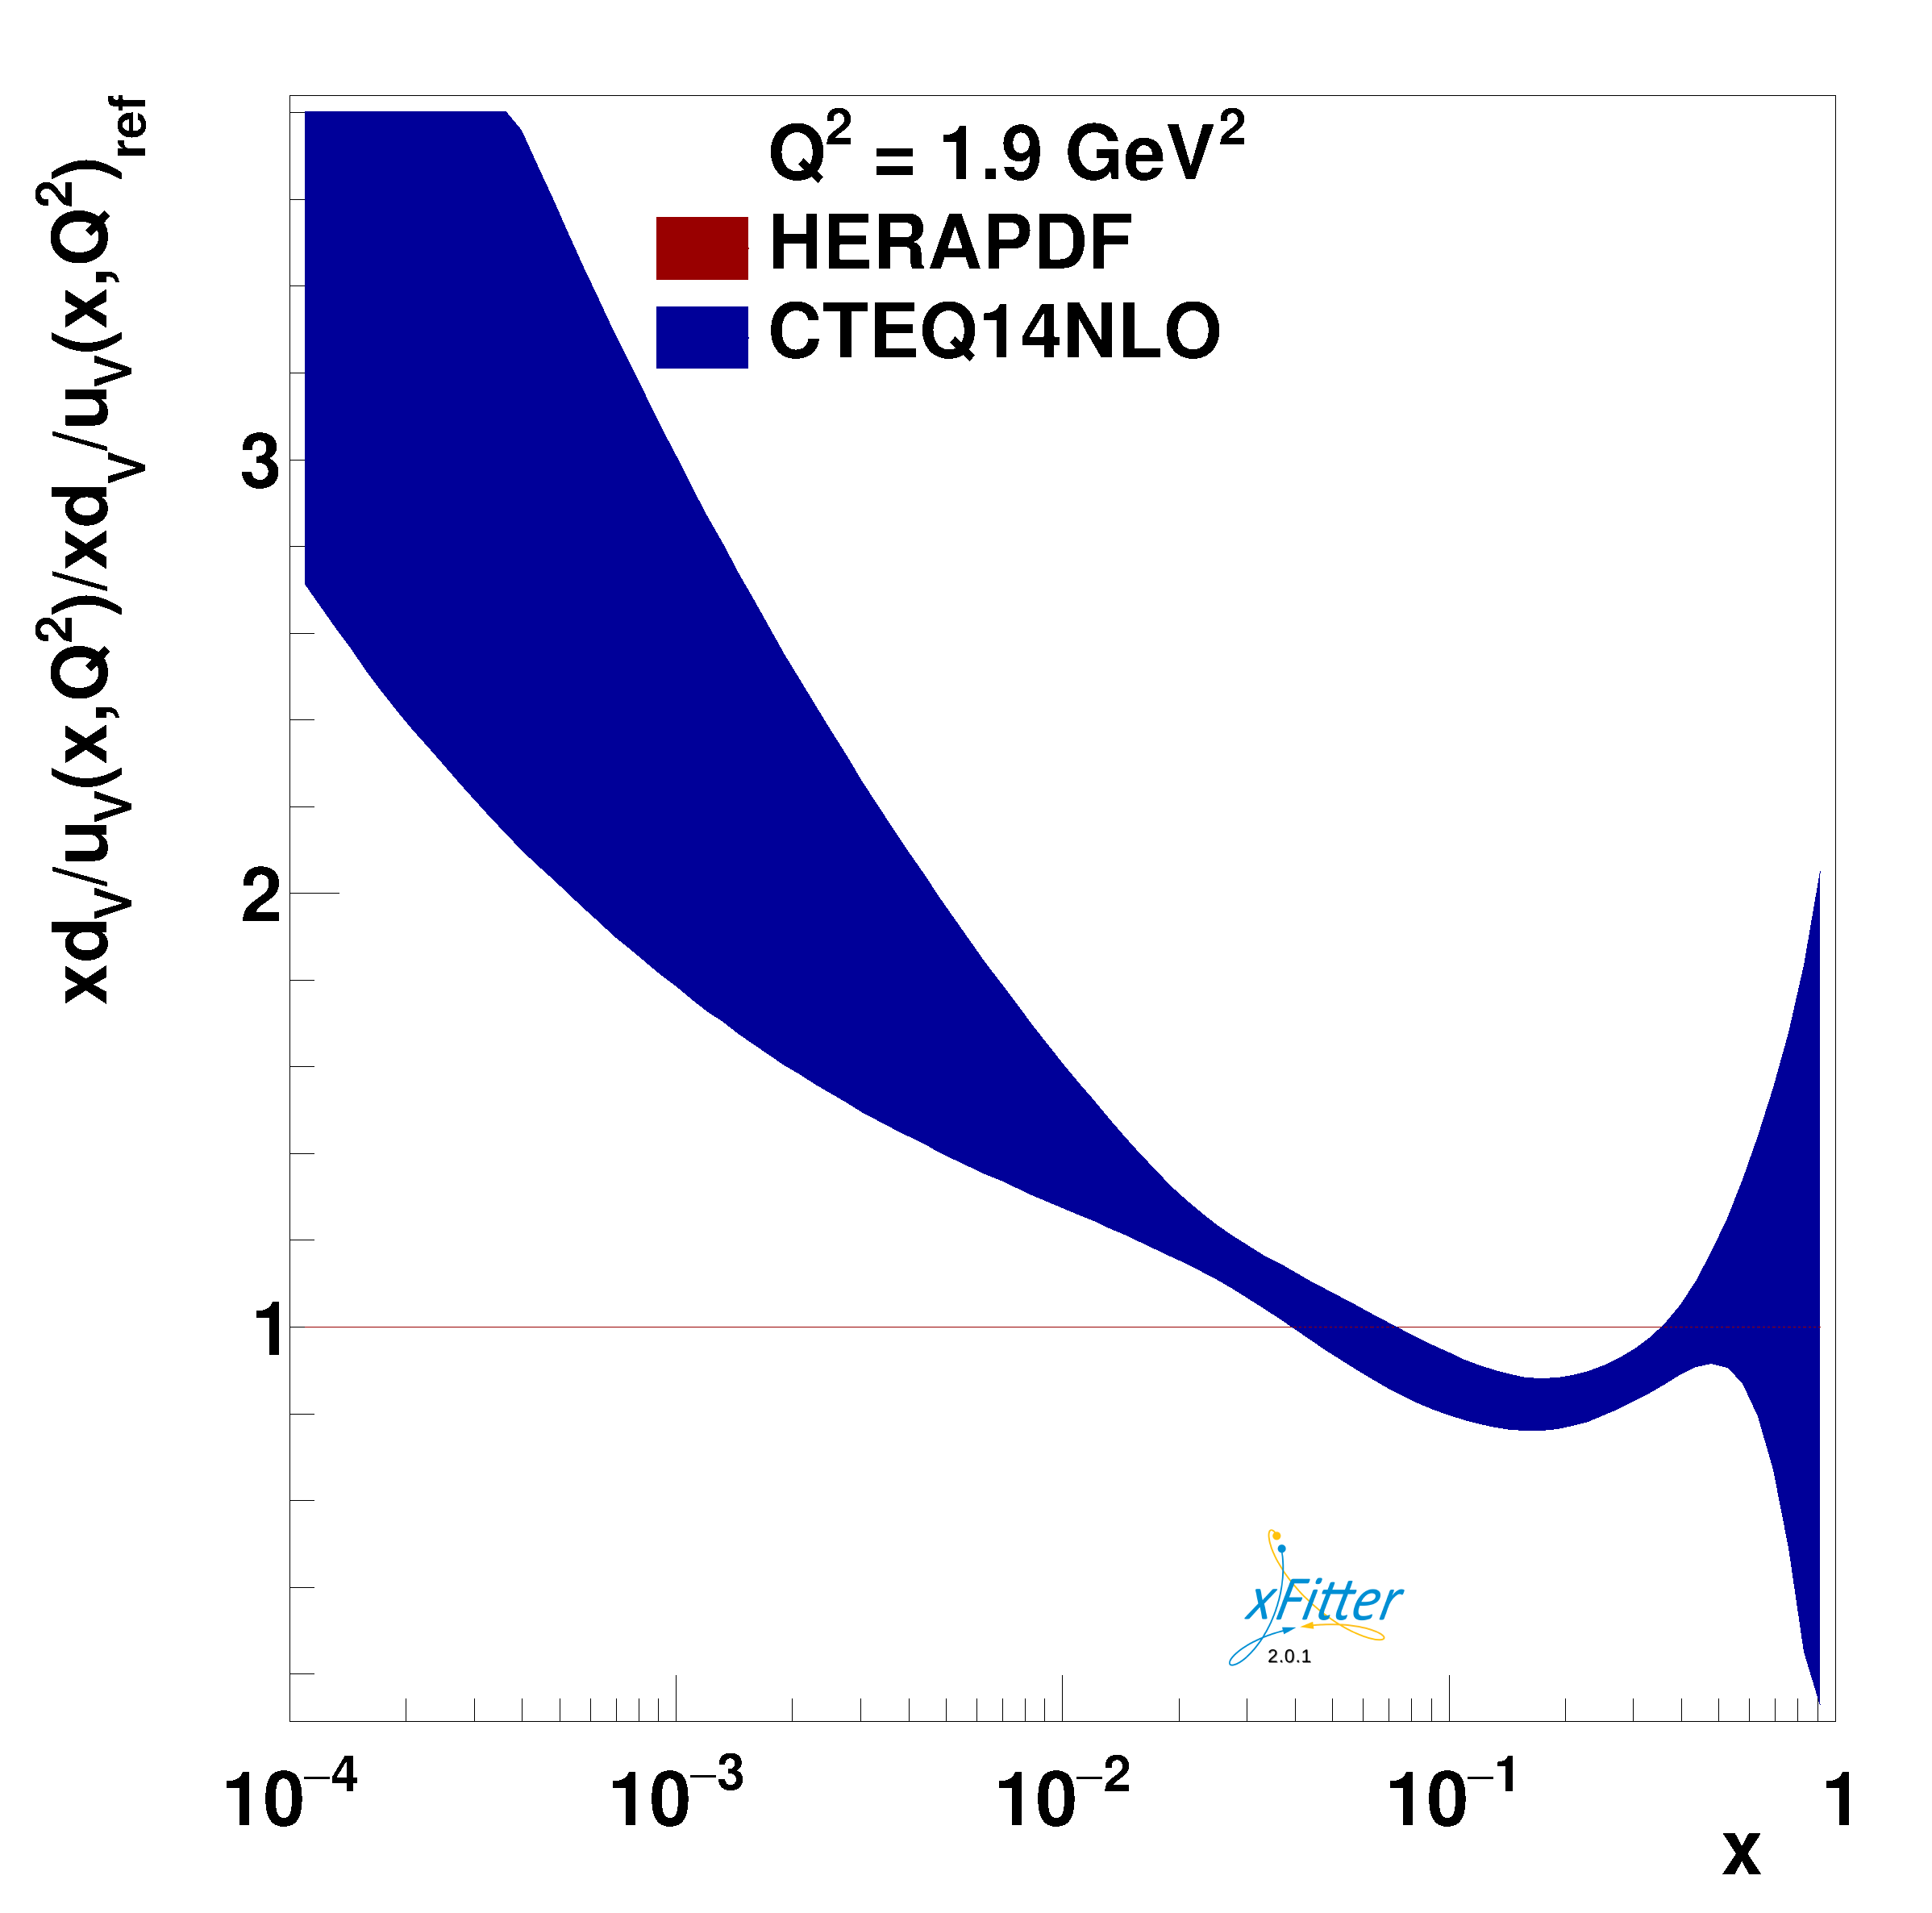 xd_V/u_V(x,Q²)/xd_V/u_V(x,Q²)_ref
Q² = 1.9 GeV²
HERAPDF
CTEQ14NLO
3
2
1
xFitter
2.0.1
10⁻⁴ 10⁻³ 10⁻² 10⁻¹ 1
x